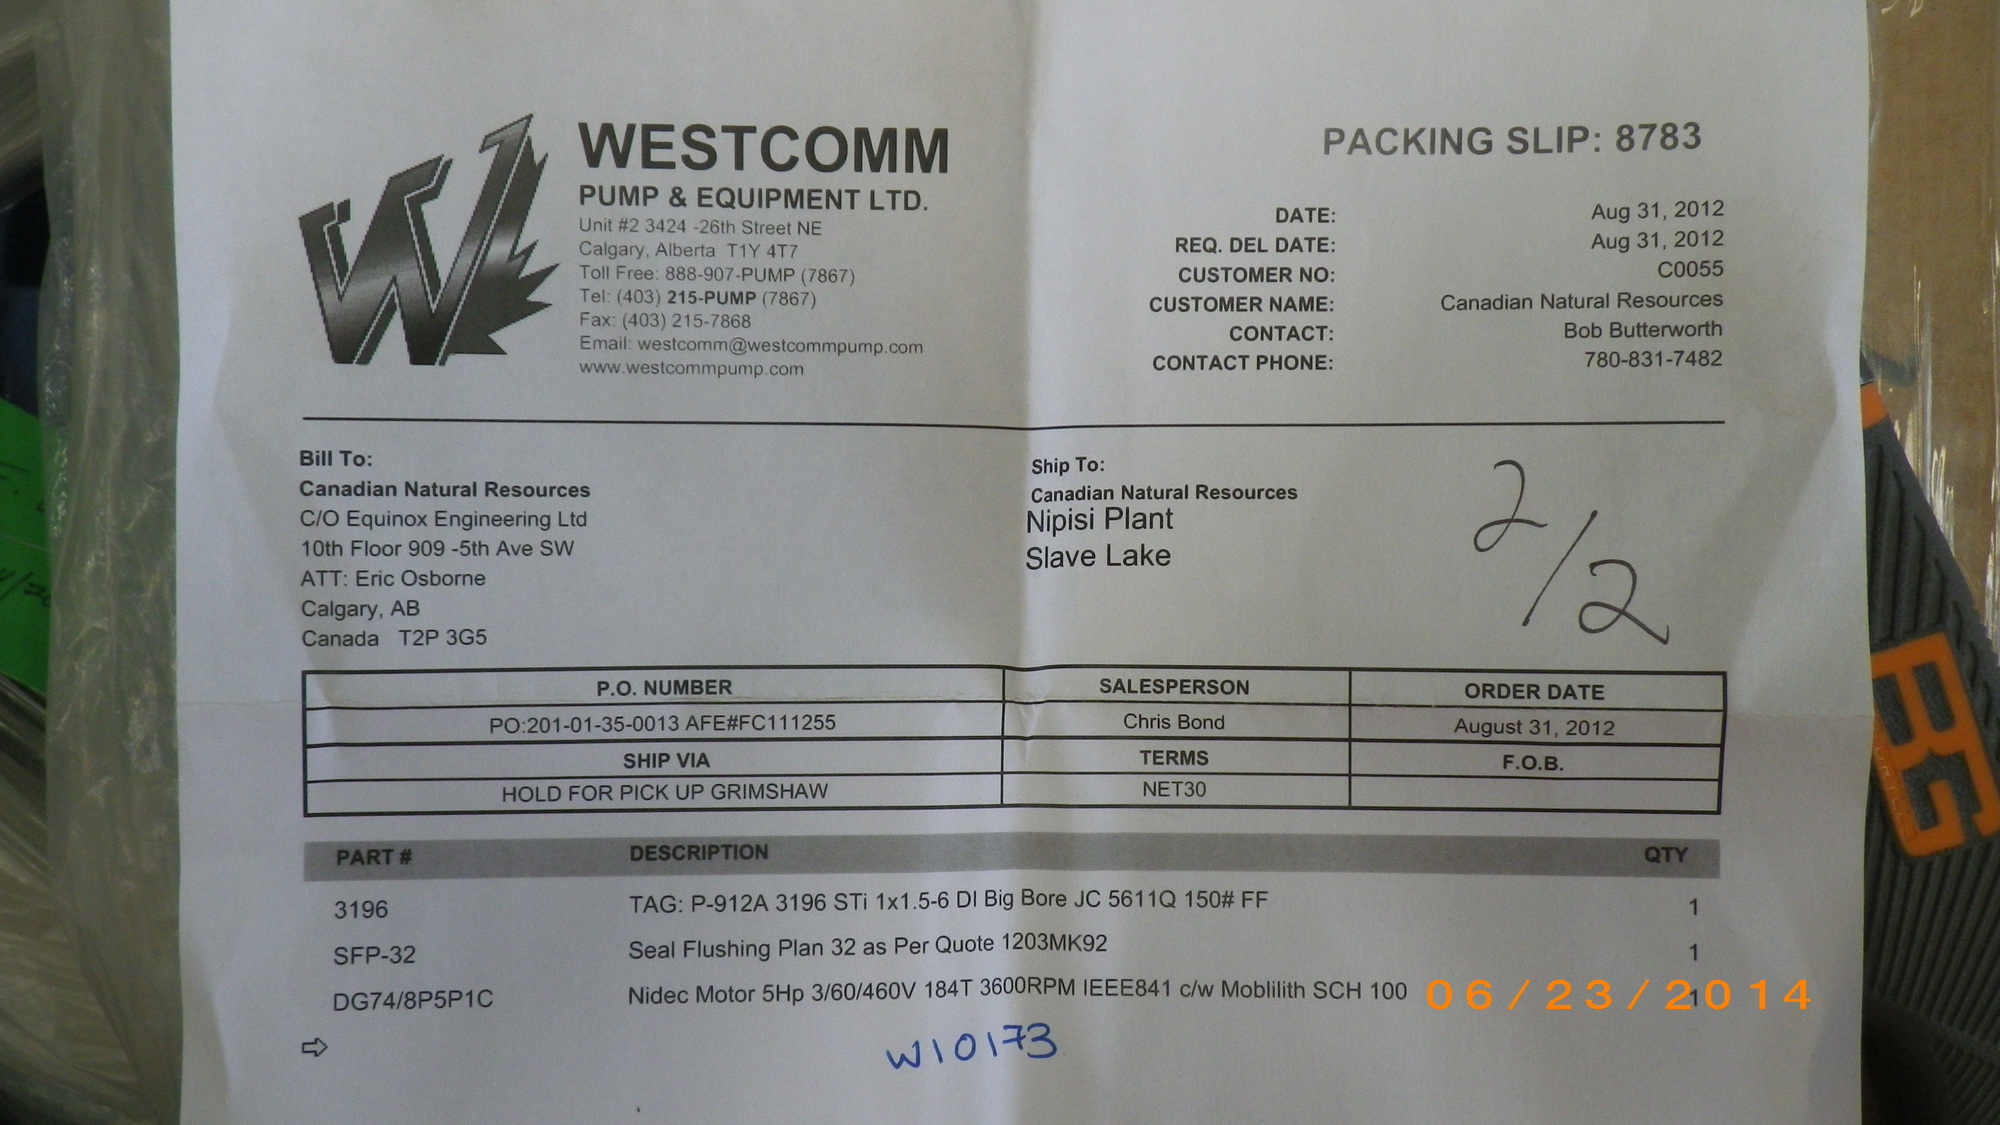 WESTCOMM
PUMP & EQUIPMENT LTD.
Unit #2 3424 -26th Street NE
Calgary, Alberta T1Y 4T7
Toll Free: 888-907-PUMP (7867)
Tel: (403) 215-PUMP (7867)
Fax: (403) 215-7868
Email: westcomm@westcommpump.com
www.westcommpump.com
PACKING SLIP: 8783
DATE: Aug 31, 2012
REQ. DEL DATE: Aug 31, 2012
CUSTOMER NO: C0055
CUSTOMER NAME: Canadian Natural Resources
CONTACT: Bob Butterworth
CONTACT PHONE: 780-831-7482
Bill To:
Canadian Natural Resources
C/O Equinox Engineering Ltd
10th Floor 909 -5th Ave SW
ATT: Eric Osborne
Calgary, AB
Canada T2P 3G5
Ship To:
Canadian Natural Resources
Nipisi Plant
Slave Lake
2/2
P.O. NUMBER SALESPERSON ORDER DATE
PO:201-01-35-0013 AFE#FC111255 Chris Bond August 31, 2012
SHIP VIA TERMS F.O.B.
HOLD FOR PICK UP GRIMSHAW NET30
PART # DESCRIPTION QTY
3196 TAG: P-912A 3196 STi 1x1.5-6 DI Big Bore JC 5611Q 150# FF 1
SFP-32 Seal Flushing Plan 32 as Per Quote 1203MK92 1
DG74/8P5P1C Nidec Motor 5Hp 3/60/460V 184T 3600RPM IEEE841 c/w Moblilith SCH 100 1
W10173
06/23/2014